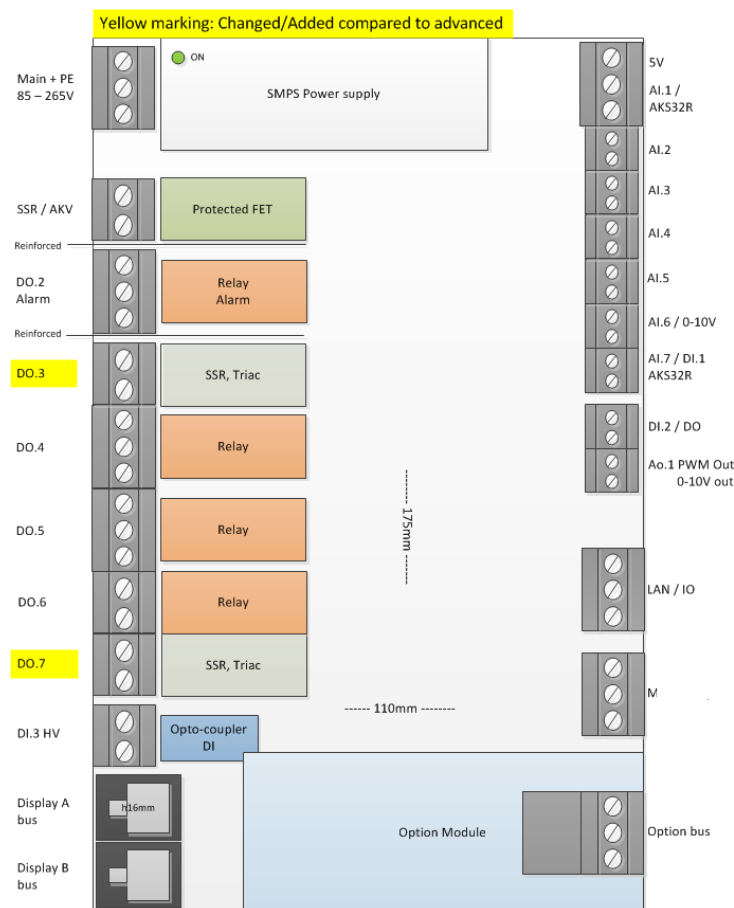 Yellow marking: Changed/Added compared to advanced
Main + PE
85 – 265V
ON
SMPS Power supply
5V
AI.1 /
AKS32R
AI.2
AI.3
AI.4
AI.5
AI.6 / 0-10V
AI.7 / DI.1
AKS32R
DI.2 / DO
Ao.1 PWM Out
0-10V out
SSR / AKV
Protected FET
Reinforced
DO.2
Alarm
Relay
Alarm
Reinforced
DO.3
SSR, Triac
DO.4
Relay
DO.5
Relay
DO.6
Relay
DO.7
SSR, Triac
------ 175mm ------
------ 110mm --------
LAN / IO
DI.3 HV
Opto-coupler
DI
Display A
bus
h16mm
Display B
bus
Option Module
Option bus